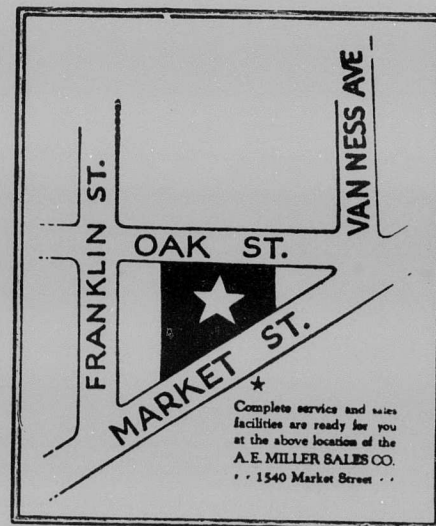 FRANKLIN ST.
OAK ST.
VAN NESS AVE
MARKET ST.
Complete service and sales
facilities are ready for you
at the above location of the
A. E. MILLER SALES CO.
· · 1540 Market Street · ·